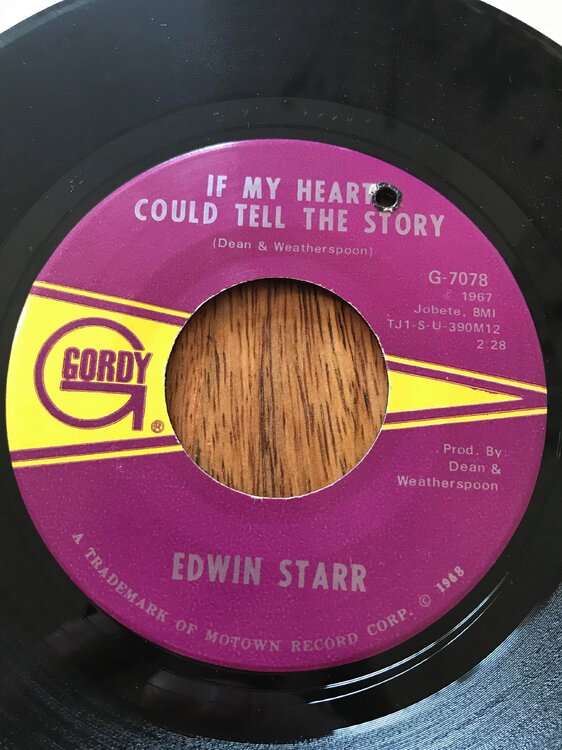 IF MY HEART
COULD TELL THE STORY
(Dean & Weatherspoon)
G-7078
© 1967
Jobete, BMI
TJ1-S-U-390M12
2 28
GORDY
®
Prod. By
Dean &
Weatherspoon
EDWIN STARR
A TRADEMARK OF MOTOWN RECORD CORP. © 1968